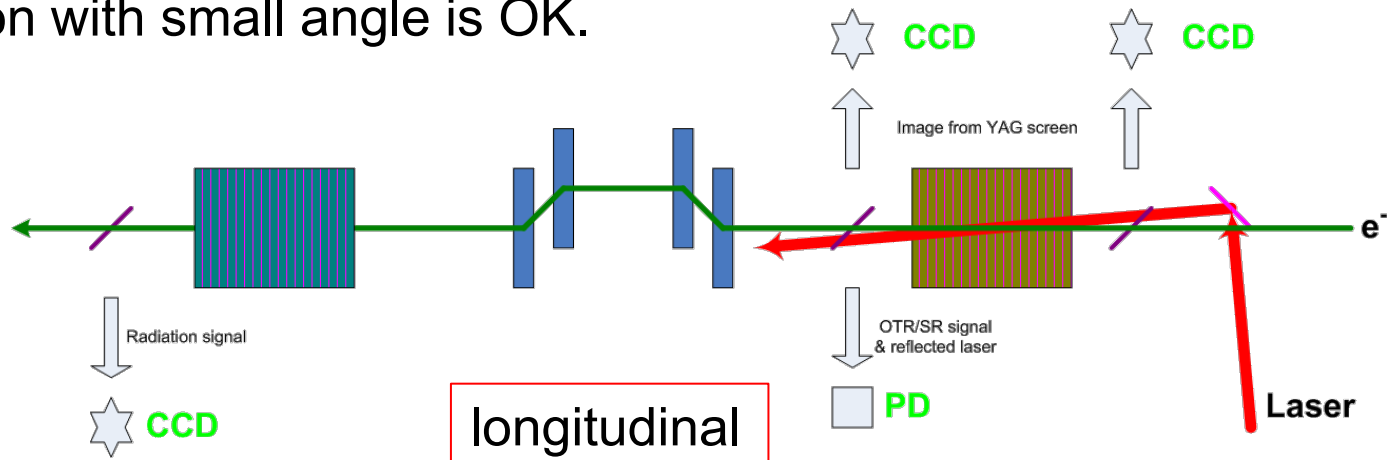 on with small angle is OK.
CCD
CCD
Image from YAG screen
e-
Radiation signal
OTR/SR signal
& reflected laser
CCD
longitudinal
PD
Laser